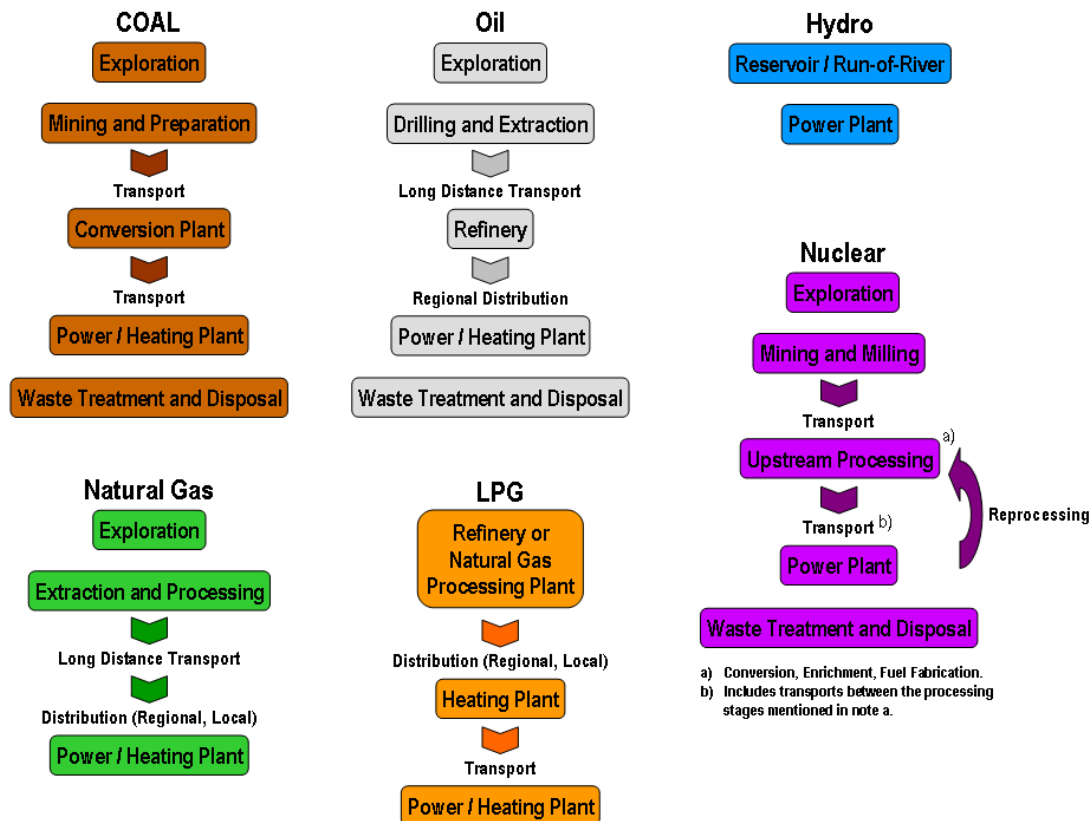 COAL
Exploration
Mining and Preparation
Transport
Conversion Plant
Transport
Power / Heating Plant
Waste Treatment and Disposal
Oil
Exploration
Drilling and Extraction
Long Distance Transport
Refinery
Regional Distribution
Power / Heating Plant
Waste Treatment and Disposal
Hydro
Reservoir / Run-of-River
Power Plant
Natural Gas
Exploration
Extraction and Processing
Long Distance Transport
Distribution (Regional, Local)
Power / Heating Plant
LPG
Refinery or
Natural Gas
Processing Plant
Distribution (Regional, Local)
Heating Plant
Transport
Power / Heating Plant
Nuclear
Exploration
Mining and Milling
Transport
Upstream Processing a)
Transport b)
Reprocessing
Power Plant
Waste Treatment and Disposal
a) Conversion, Enrichment, Fuel Fabrication.
b) Includes transports between the processing
stages mentioned in note a.